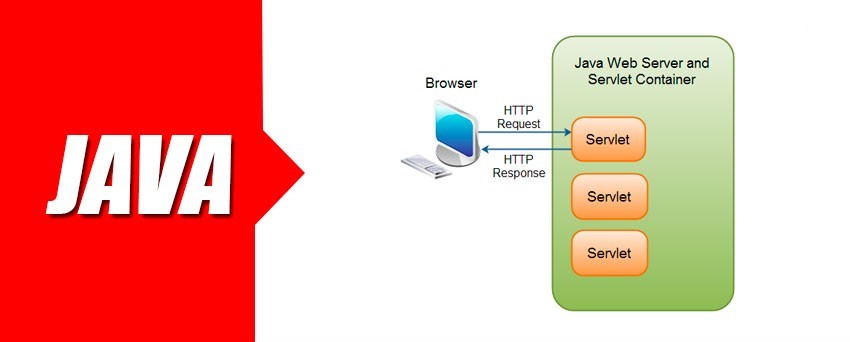 JAVA
Browser
HTTP
Request
HTTP
Response
Java Web Server and
Servlet Container
Servlet
Servlet
Servlet